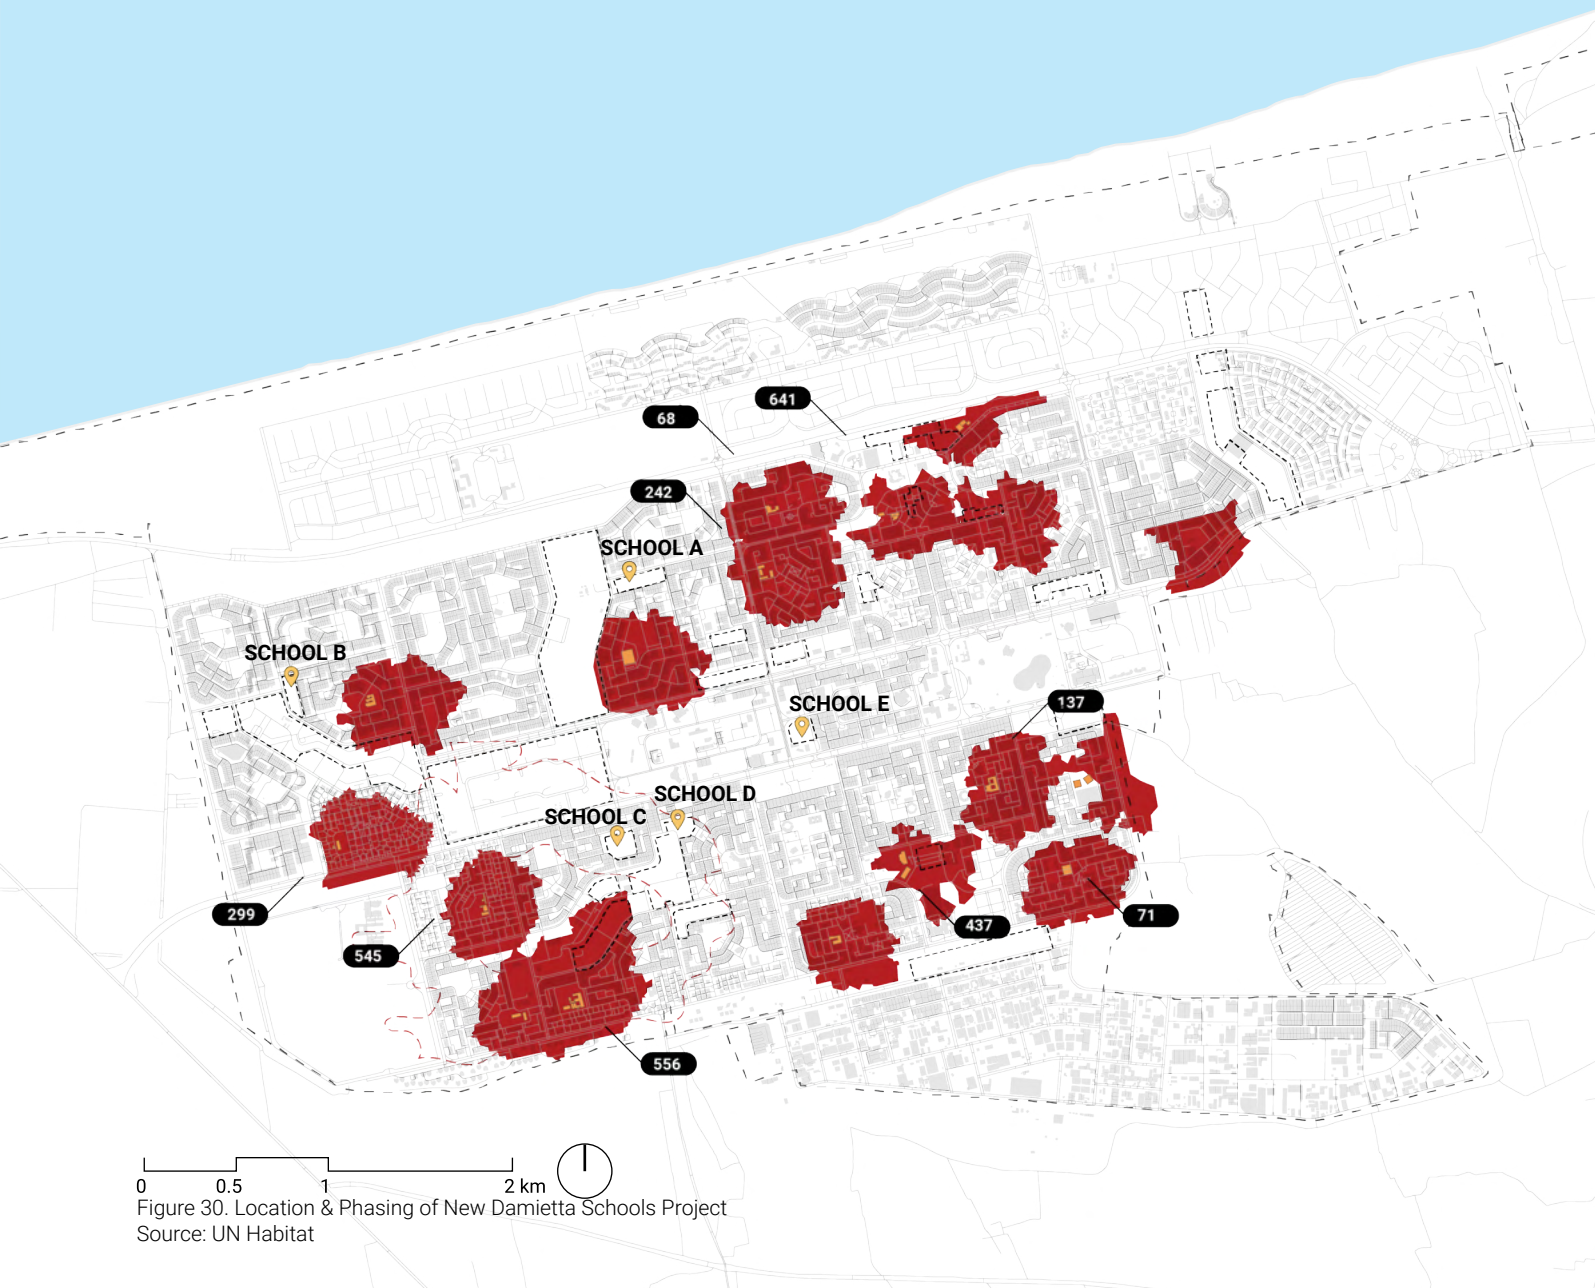 641
68
242
SCHOOL A
SCHOOL B
137
SCHOOL E
SCHOOL D
SCHOOL C
299
71
437
545
556
0 0.5 1 2 km
Figure 30. Location & Phasing of New Damietta Schools Project
Source: UN Habitat